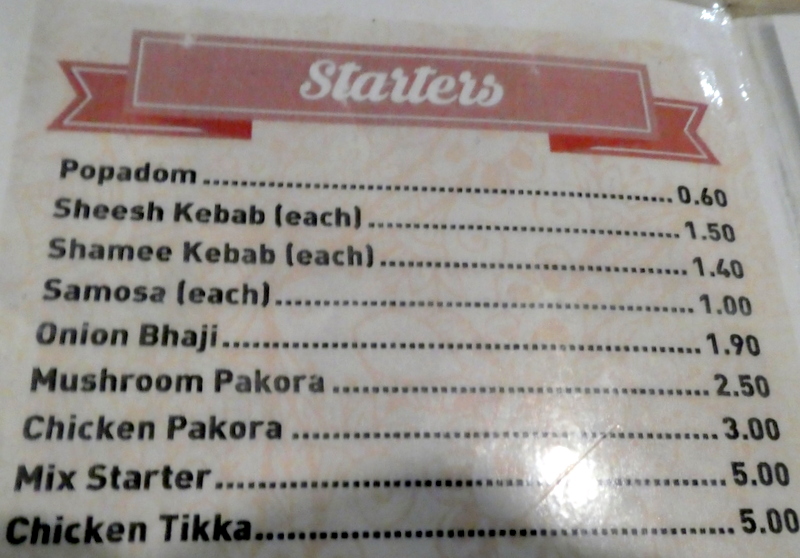 Starters
Popadom.......................................................0.60
Sheesh Kebab (each).....................................1.50
Shamee Kebab (each)....................................1.40
Samosa (each)................................................1.00
Onion Bhaji......................................................1.90
Mushroom Pakora...........................................2.50
Chicken Pakora................................................3.00
Mix Starter.......................................................5.00
Chicken Tikka...................................................5.00